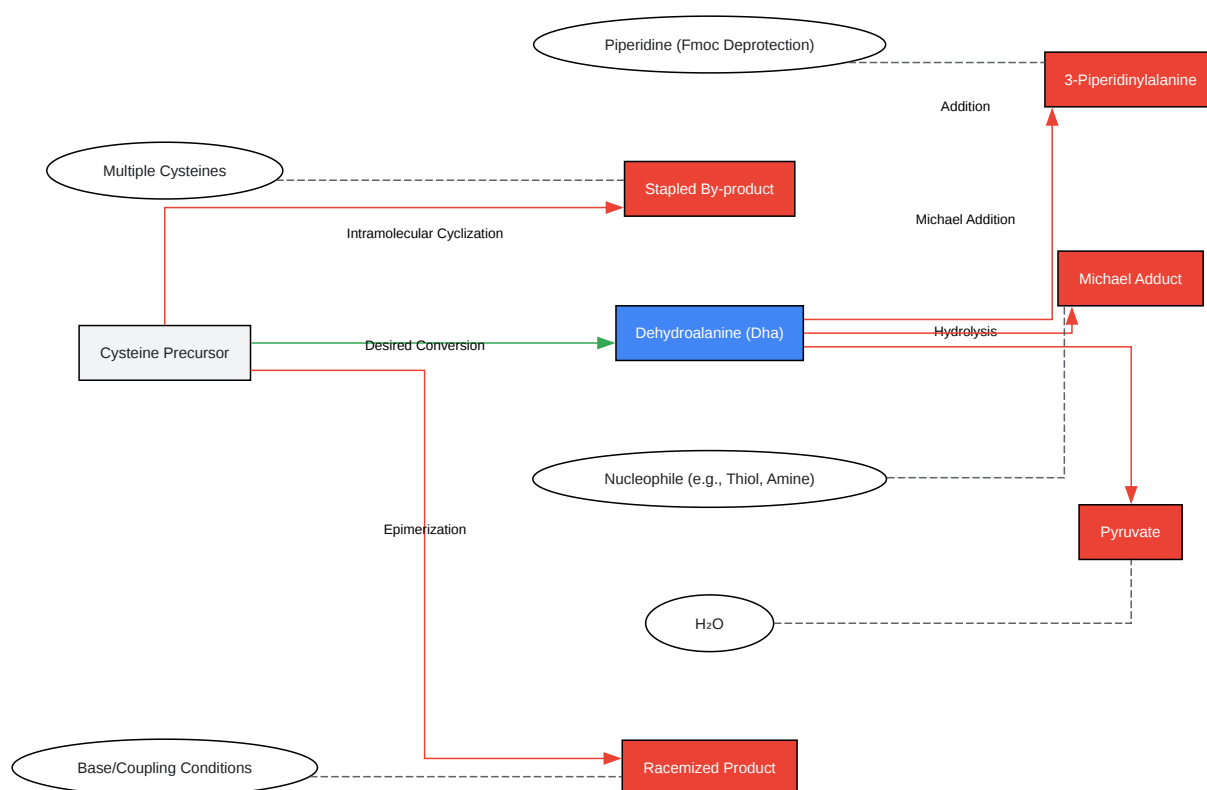 Piperidine (Fmoc Deprotection)
3-Piperidinylalanine
Addition
Multiple Cysteines
Stapled By-product
Michael Addition
Intramolecular Cyclization
Michael Adduct
Dehydroalanine (Dha)
Hydrolysis
Desired Conversion
Cysteine Precursor
Nucleophile (e.g., Thiol, Amine)
Epimerization
Pyruvate
H₂O
Base/Coupling Conditions
Racemized Product